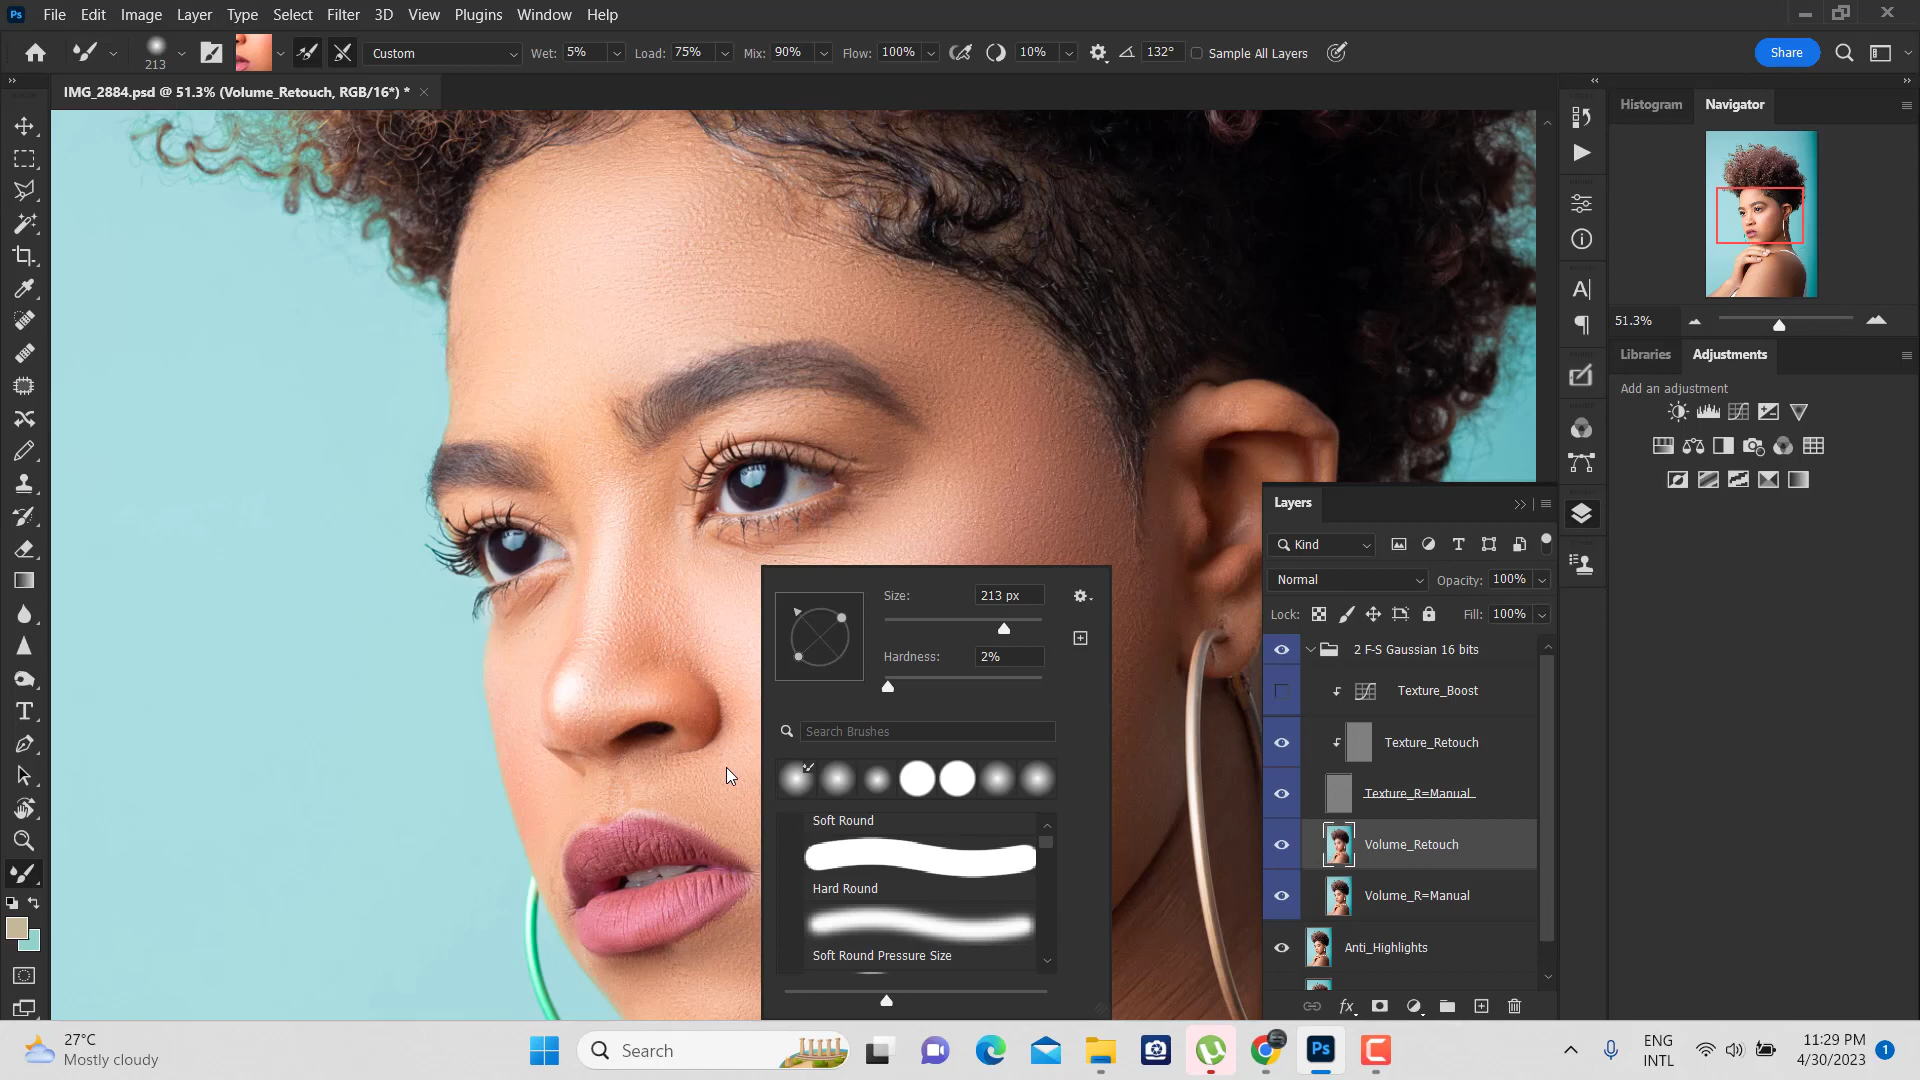 Ps File Edit Image Layer Type Select Filter 3D View Plugins Window Help
213 Custom Wet: 5% Load: 75% Mix: 90% Flow: 100% 10% 132° Sample All Layers Share
IMG_2884.psd @ 51.3% (Volume_Retouch, RGB/16*) *
Histogram Navigator
51.3%
Libraries Adjustments
Add an adjustment
Size: 213 px
Hardness: 2%
Search Brushes
Soft Round
Hard Round
Soft Round Pressure Size
Layers
Kind
Normal Opacity: 100%
Lock: Fill: 100%
2 F-S Gaussian 16 bits
Texture_Boost
Texture_Retouch
Texture_R=Manual
Volume_Retouch
Volume_R=Manual
Anti_Highlights
27°C
Mostly cloudy
Search
Ps
ENG
INTL
11:29 PM
4/30/2023
1